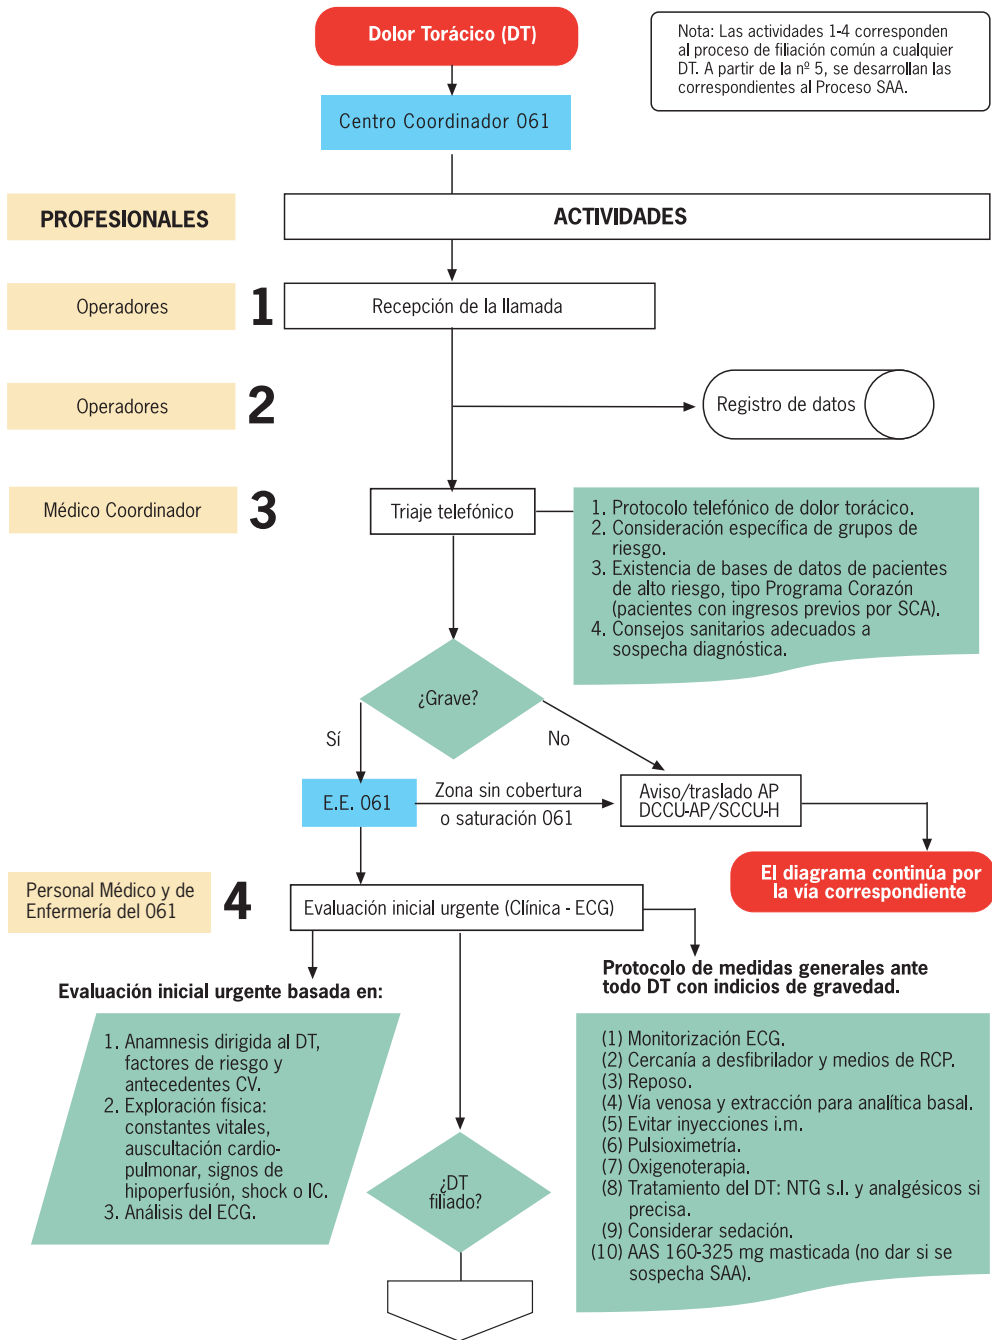 Dolor Torácico (DT)
Nota: Las actividades 1-4 corresponden
al proceso de filiación común a cualquier
DT. A partir de la nº 5, se desarrollan las
correspondientes al Proceso SAA.
Centro Coordinador 061
PROFESIONALES
ACTIVIDADES
Operadores
1
Recepción de la llamada
Operadores
2
Registro de datos
Médico Coordinador
3
Triaje telefónico
1. Protocolo telefónico de dolor torácico.
2. Consideración específica de grupos de
riesgo.
3. Existencia de bases de datos de pacientes
de alto riesgo, tipo Programa Corazón
(pacientes con ingresos previos por SCA).
4. Consejos sanitarios adecuados a
sospecha diagnóstica.
¿Grave?
Sí
No
E.E. 061
Zona sin cobertura
o saturación 061
Aviso/traslado AP
DCCU-AP/SCCU-H
El diagrama continúa por
la vía correspondiente
Personal Médico y de
Enfermería del 061
4
Evaluación inicial urgente (Clínica - ECG)
Evaluación inicial urgente basada en:
1. Anamnesis dirigida al DT,
factores de riesgo y
antecedentes CV.
2. Exploración física:
constantes vitales,
auscultación cardio-
pulmonar, signos de
hipoperfusión, shock o IC.
3. Análisis del ECG.
¿DT
filiado?
Protocolo de medidas generales ante
todo DT con indicios de gravedad.
(1) Monitorización ECG.
(2) Cercanía a desfibrilador y medios de RCP.
(3) Reposo.
(4) Vía venosa y extracción para analítica basal.
(5) Evitar inyecciones i.m.
(6) Pulsioximetría.
(7) Oxigenoterapia.
(8) Tratamiento del DT: NTG s.l. y analgésicos si
precisa.
(9) Considerar sedación.
(10) AAS 160-325 mg masticada (no dar si se
sospecha SAA).